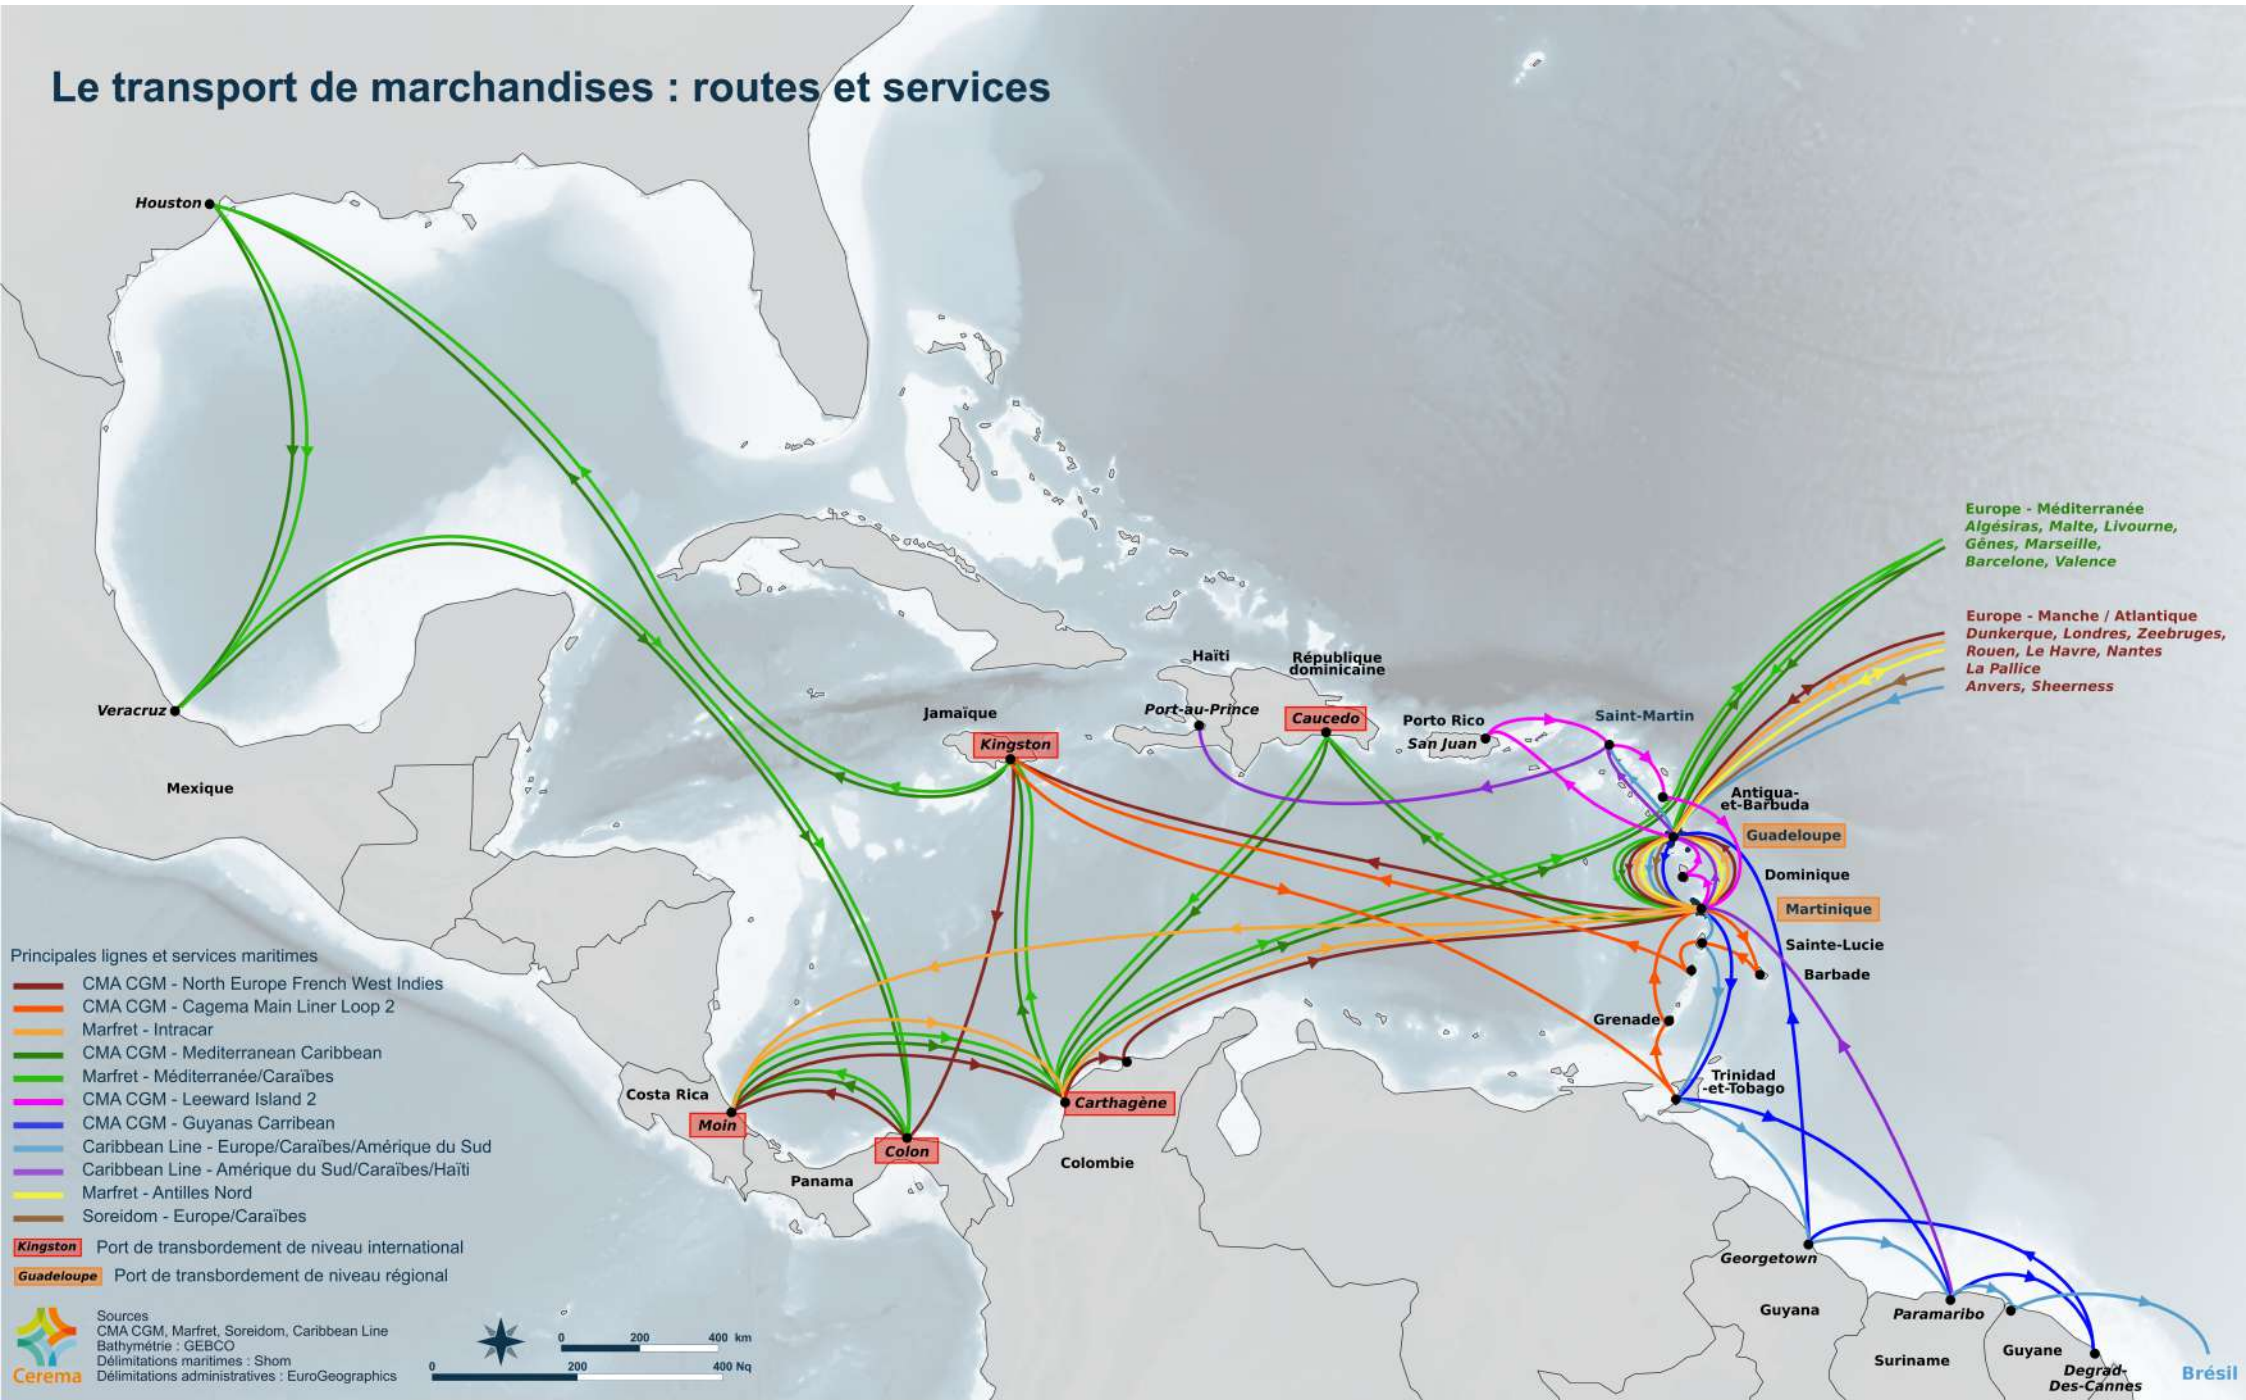 Le transport de marchandises : routes et services
Houston
Veracruz
Mexique
Europe - Méditerranée
Algésiras, Malte, Livourne,
Gênes, Marseille,
Barcelone, Valence
Europe - Manche / Atlantique
Dunkerque, Londres, Zeebruges,
Rouen, Le Havre, Nantes
La Pallice
Anvers, Sheerness
Haïti
République
dominicaine
Port-au-Prince
Caucedo
Jamaïque
Kingston
Porto Rico
San Juan
Saint-Martin
Antigua-
et-Barbuda
Guadeloupe
Dominique
Martinique
Sainte-Lucie
Barbade
Grenade
Trinidad
-et-Tobago
Costa Rica
Moin
Colon
Panama
Carthagène
Colombie
Georgetown
Guyana
Paramaribo
Suriname
Guyane
Degrad-
Des-Cannes
Brésil
Principales lignes et services maritimes
CMA CGM - North Europe French West Indies
CMA CGM - Cagema Main Liner Loop 2
Marfret - Intracar
CMA CGM - Mediterranean Caribbean
Marfret - Méditerranée/Caraïbes
CMA CGM - Leeward Island 2
CMA CGM - Guyanas Carribean
Caribbean Line - Europe/Caraïbes/Amérique du Sud
Caribbean Line - Amérique du Sud/Caraïbes/Haïti
Marfret - Antilles Nord
Soreidom - Europe/Caraïbes
Kingston Port de transbordement de niveau international
Guadeloupe Port de transbordement de niveau régional
Cerema
Sources
CMA CGM, Marfret, Soreidom, Caribbean Line
Bathymétrie : GEBCO
Délimitations maritimes : Shom
Délimitations administratives : EuroGeographics
0 200 400 km
0 200 400 Nq